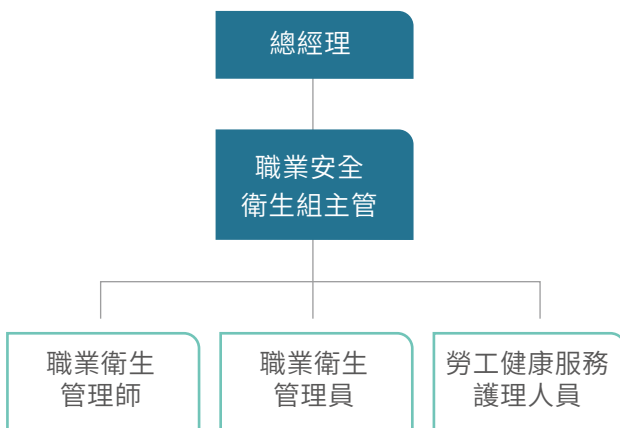 總經理
職業安全
衛生組主管
職業衛生
管理師
職業衛生
管理員
勞工健康服務
護理人員